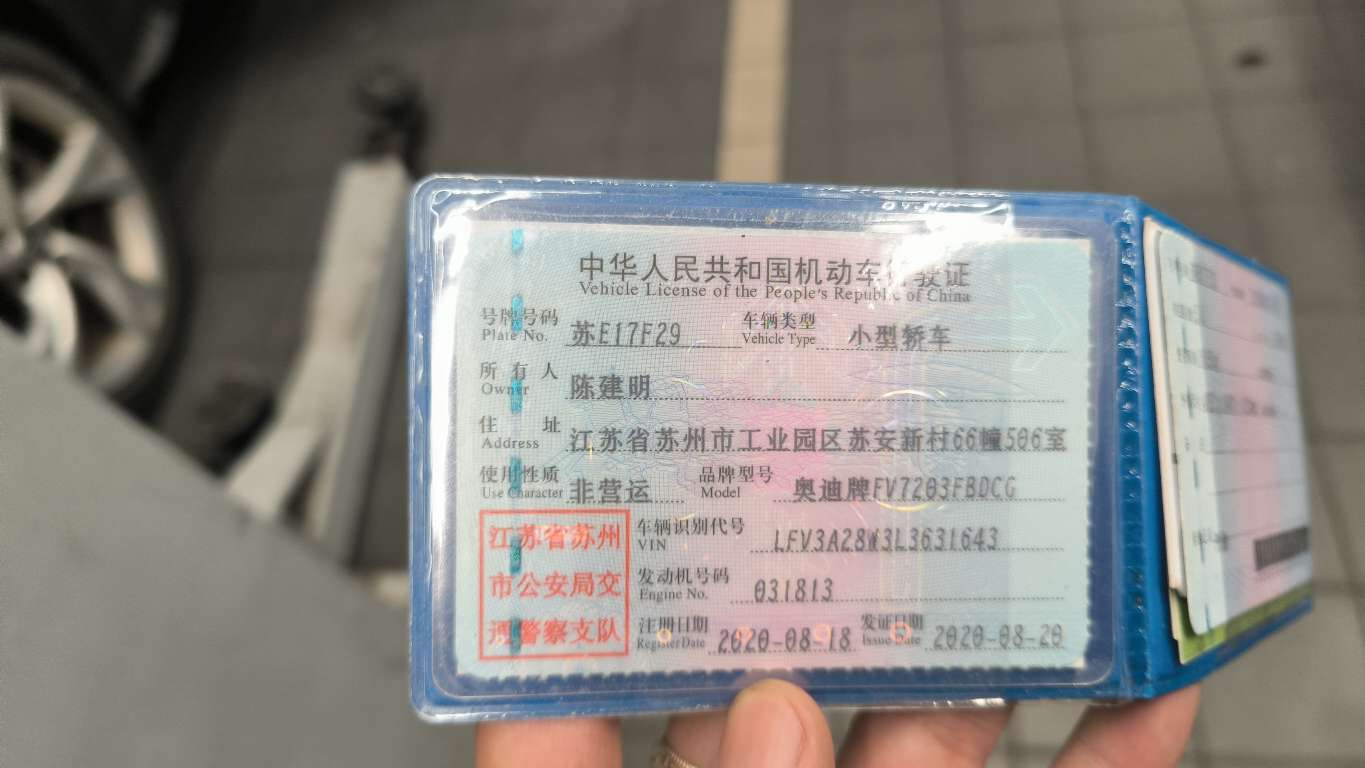 中华人民共和国机动车行驶证
Vehicle License of the People's Republic of China
号牌号码 苏E17F29 车辆类型 小型轿车
Plate No. Vehicle Type
所有人 陈建明
Owner
住址 江苏省苏州市工业园区苏安新村66幢506室
Address
使用性质 非营运 品牌型号 奥迪牌FV7203FBDCG
Use Character Model
江苏省苏州
市公安局交
通警察支队
车辆识别代号 LFV3A28W3L3631643
VIN
发动机号码 031813
Engine No.
注册日期 2020-08-18 发证日期 2020-08-20
Register Date Issue Date